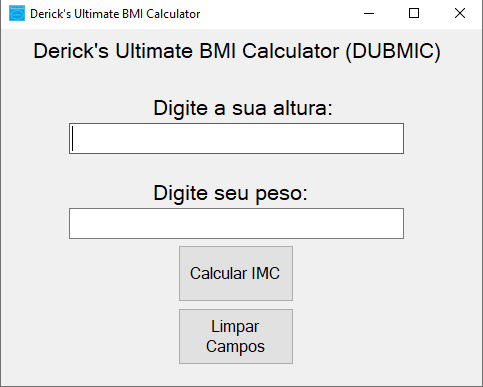 Derick's Ultimate BMI Calculator
Derick's Ultimate BMI Calculator (DUBMIC)
Digite a sua altura:
Digite seu peso:
Calcular IMC
Limpar
Campos